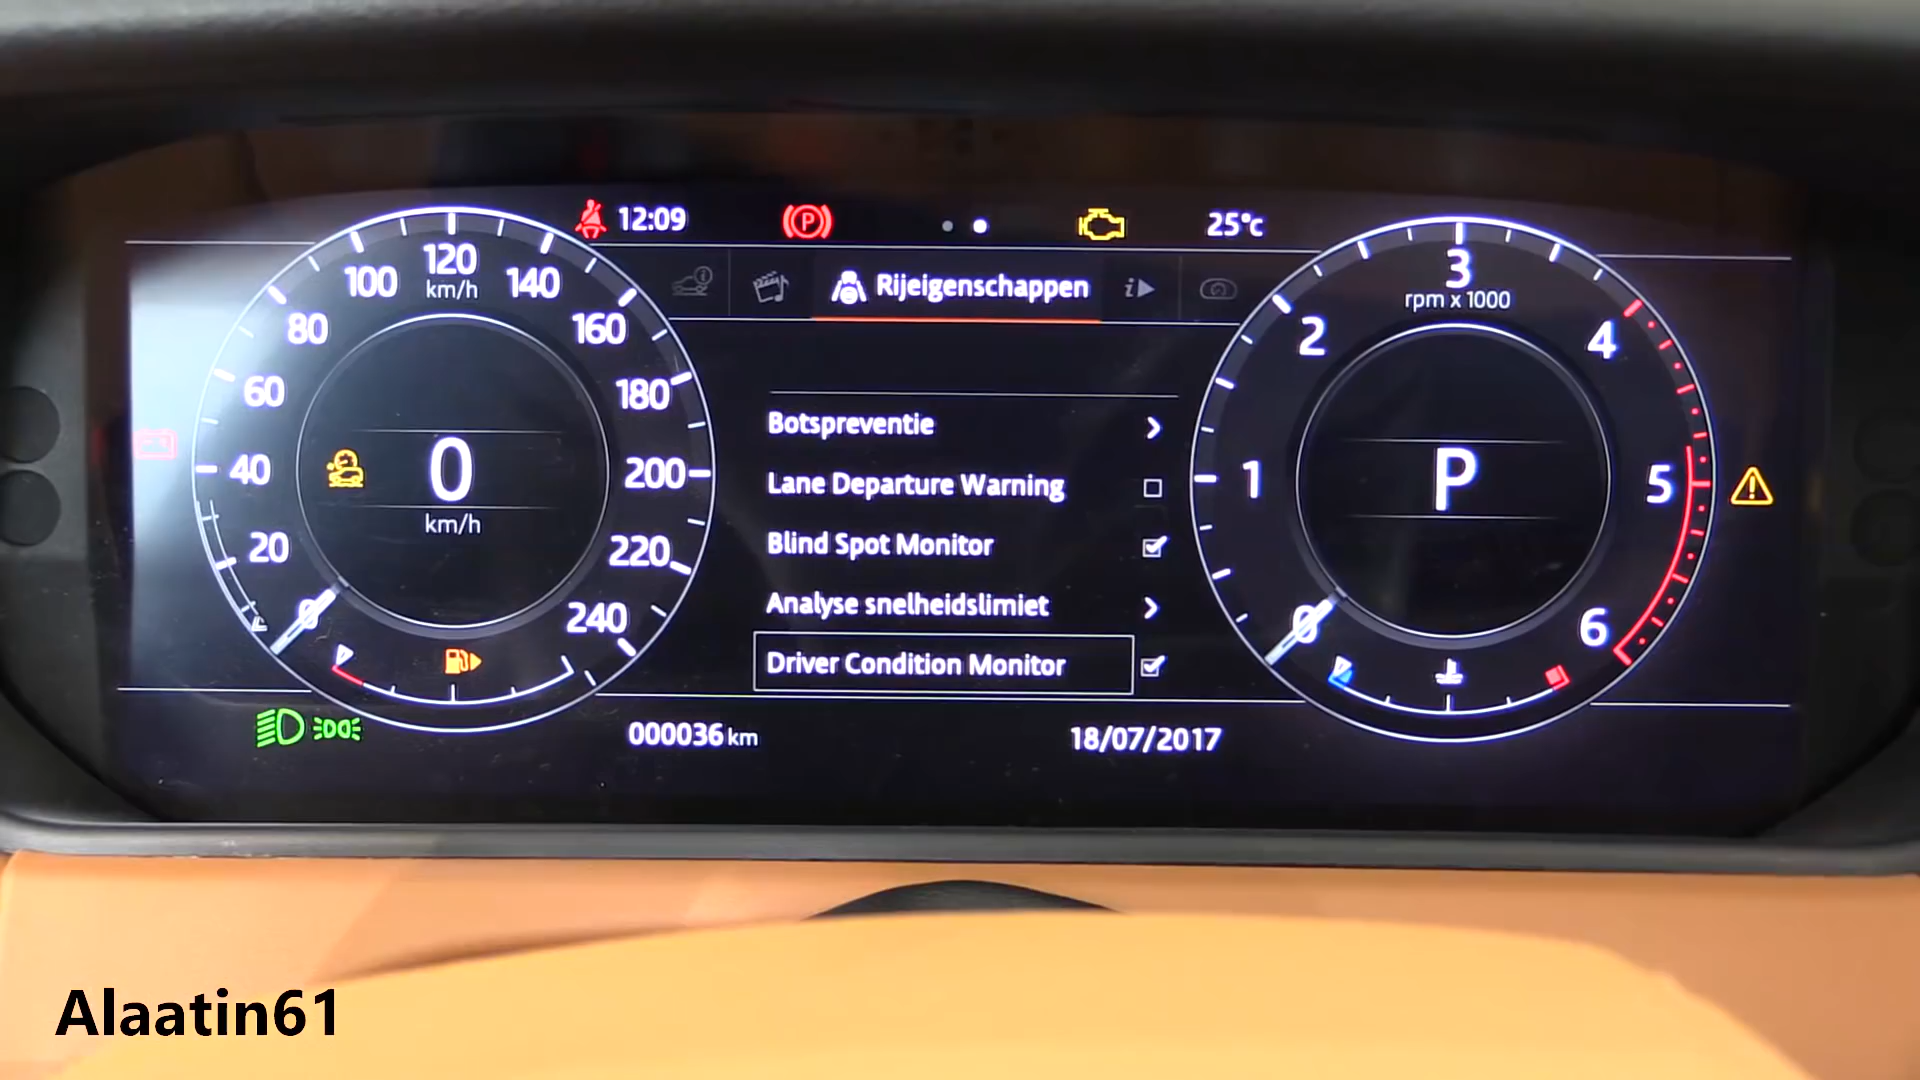 12:09
P
25°c
Rijeigenschappen
i
0
20
40
60
80
100
120
km/h
140
160
180
200
220
240
0
km/h
Botspreventie
Lane Departure Warning
Blind Spot Monitor
Analyse snelheidslimiet
Driver Condition Monitor
0
1
2
3
rpm x 1000
4
5
6
P
000036 km
18/07/2017
Alaatin61